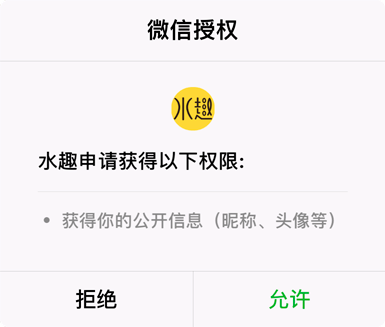 微信授权
水趣
水趣申请获得以下权限:
• 获得你的公开信息（昵称、头像等）
拒绝
允许